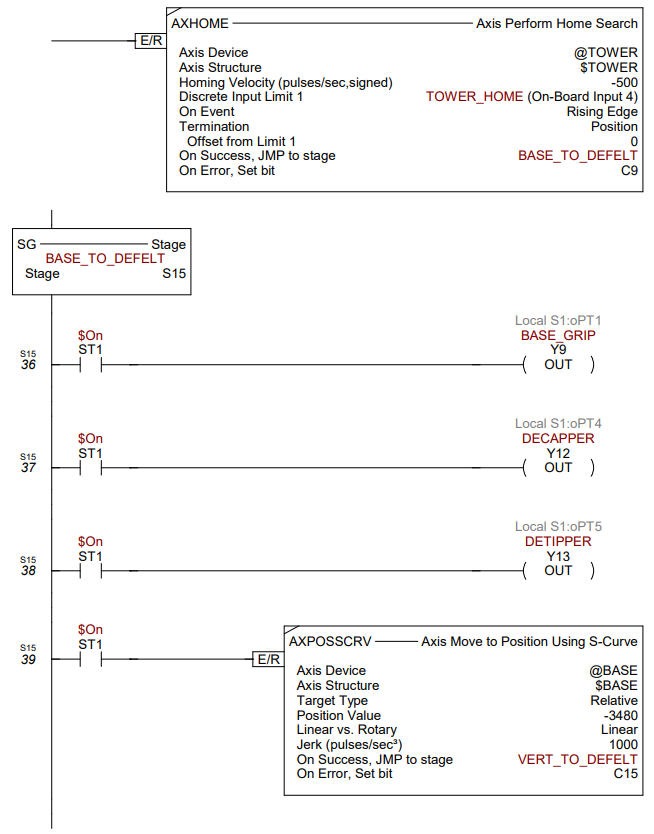 AXHOME Axis Perform Home Search
E/R
Axis Device @TOWER
Axis Structure $TOWER
Homing Velocity (pulses/sec,signed) -500
Discrete Input Limit 1 TOWER_HOME (On-Board Input 4)
On Event Rising Edge
Termination Position
Offset from Limit 1 0
On Success, JMP to stage BASE_TO_DEFELT
On Error, Set bit C9
SG Stage
BASE_TO_DEFELT
Stage S15
Local S1:oPT1
$On BASE_GRIP
S15 ST1 Y9
36 ( OUT )
Local S1:oPT4
$On DECAPPER
S15 ST1 Y12
37 ( OUT )
Local S1:oPT5
$On DETIPPER
S15 ST1 Y13
38 ( OUT )
$On
S15 ST1
39
AXPOSSCRV Axis Move to Position Using S-Curve
E/R
Axis Device @BASE
Axis Structure $BASE
Target Type Relative
Position Value -3480
Linear vs. Rotary Linear
Jerk (pulses/sec³) 1000
On Success, JMP to stage VERT_TO_DEFELT
On Error, Set bit C15